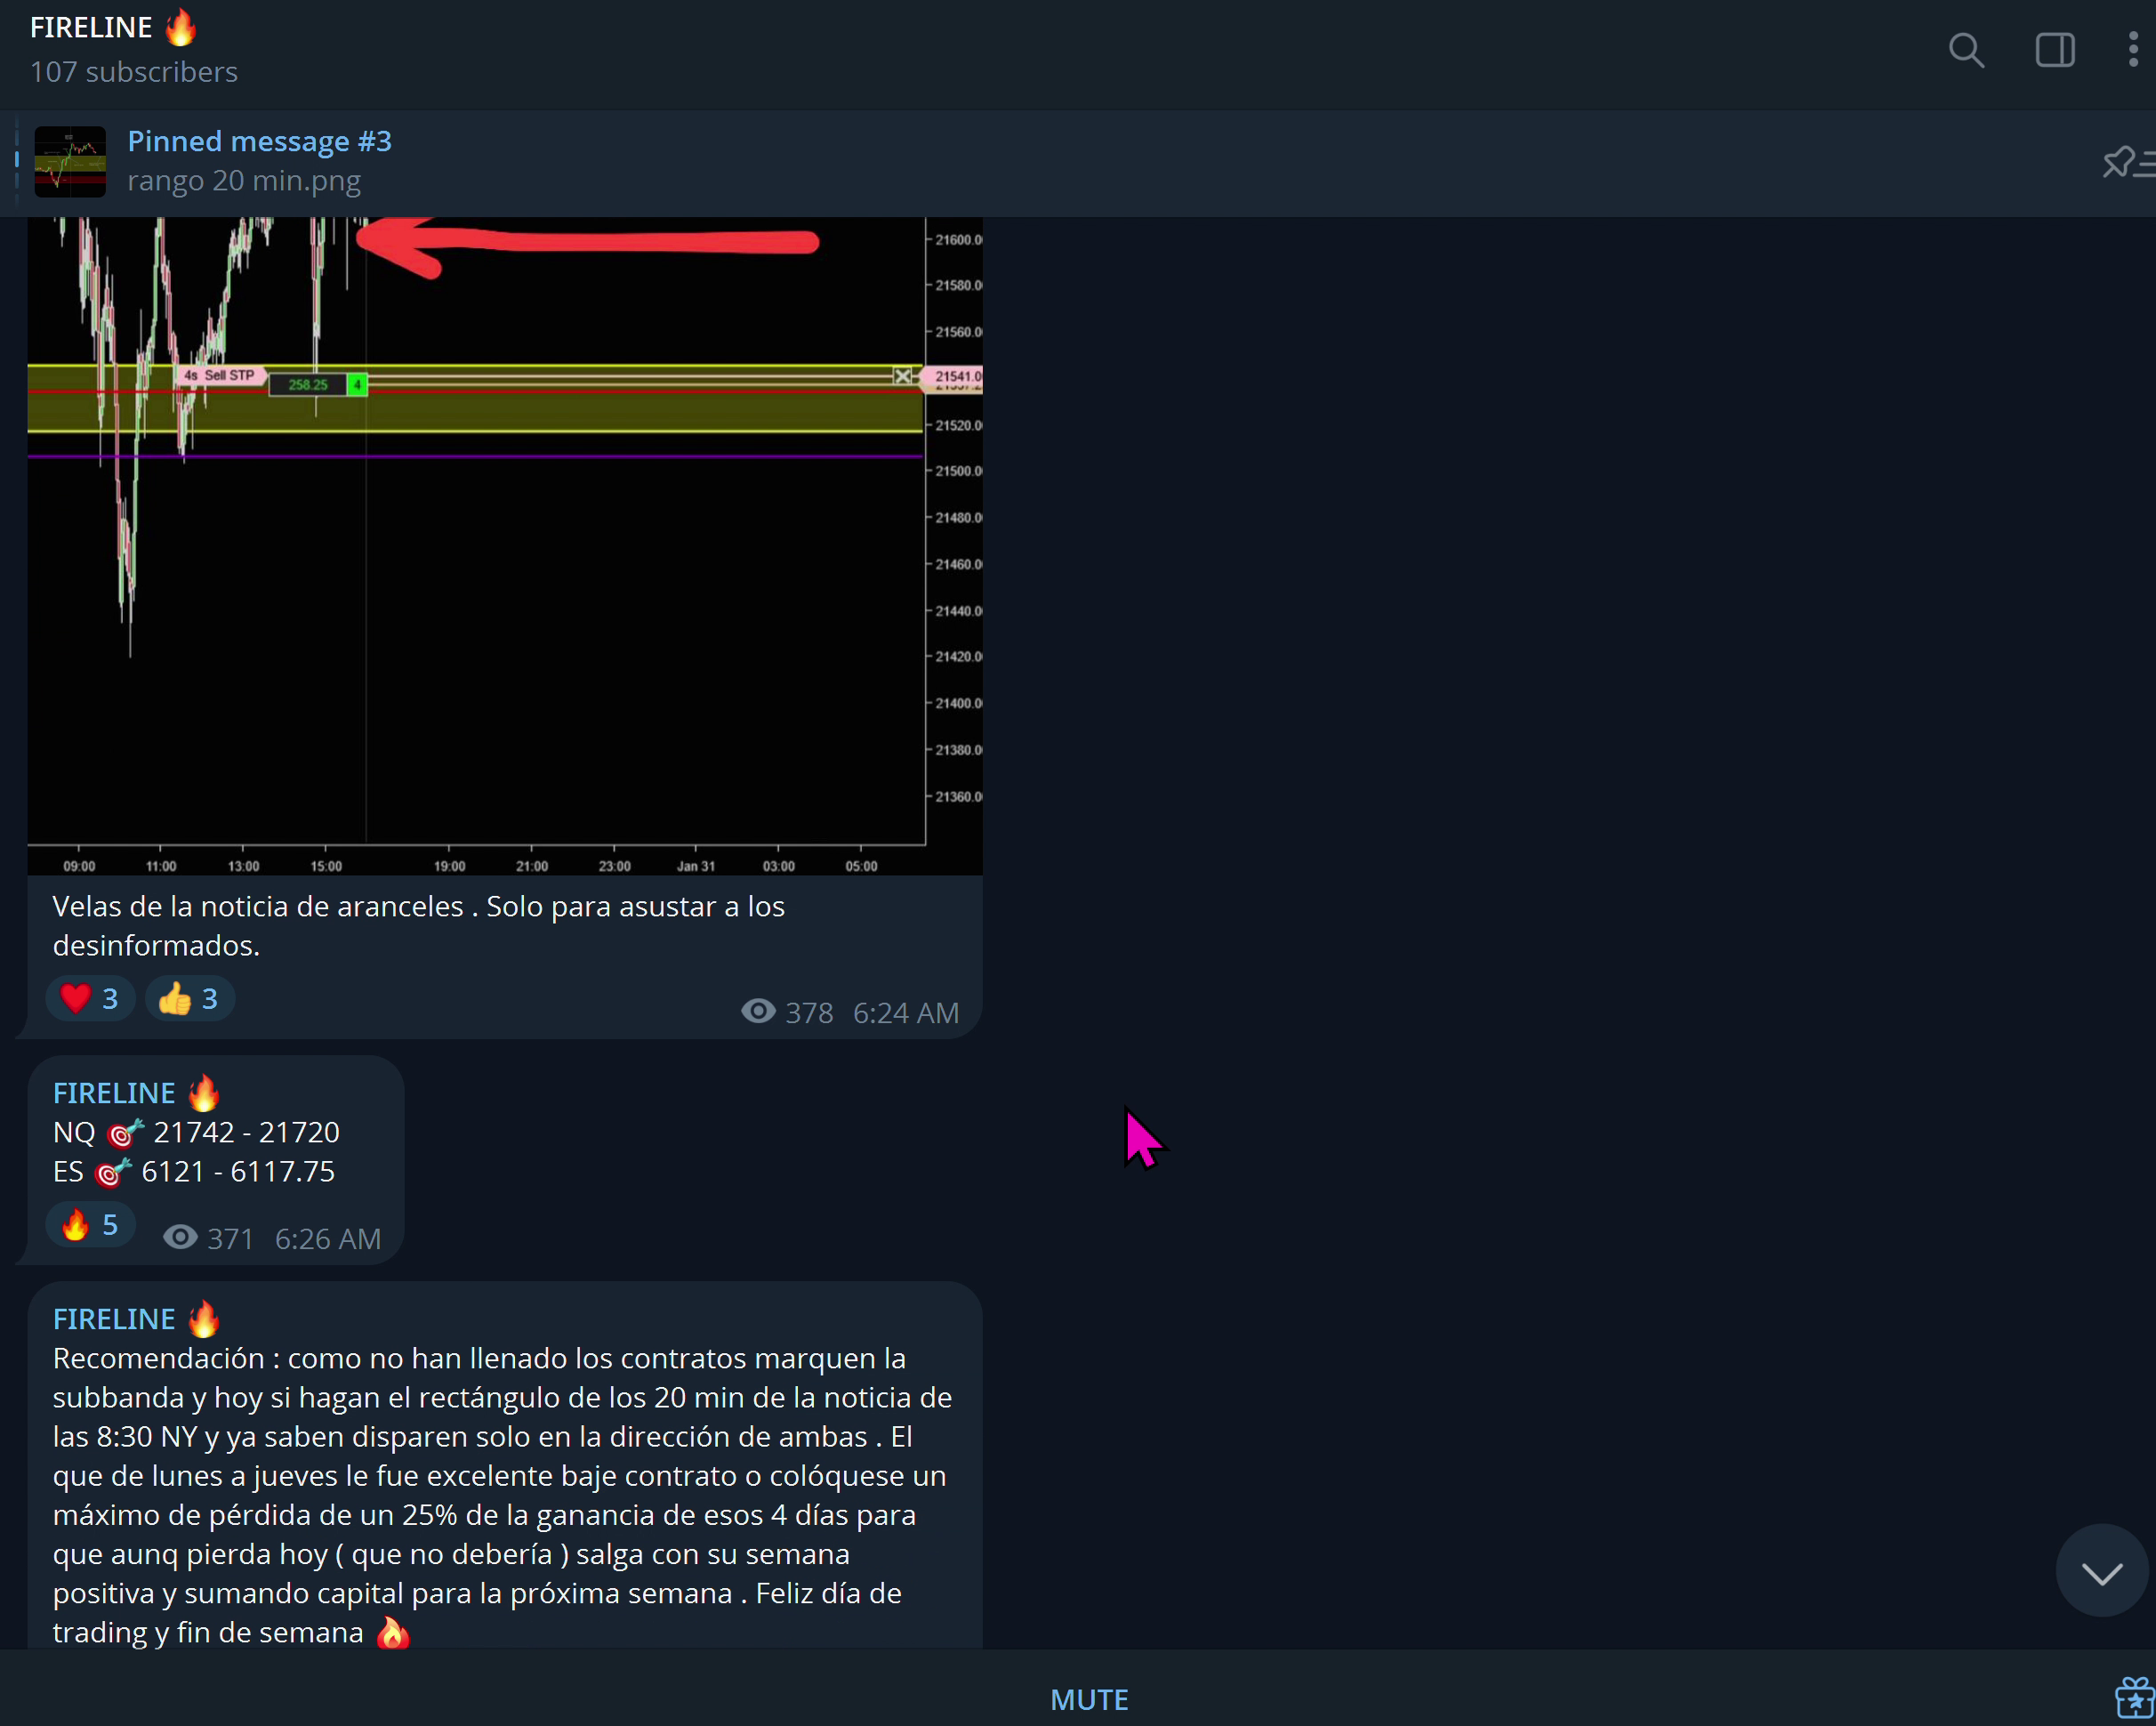 FIRELINE 🔥
107 subscribers
Pinned message #3
rango 20 min.png
21600.0
21580.0
21560.0
4s Sell STP
258.25 4
21541.0
21520.0
21500.0
21480.0
21460.0
21440.0
21420.0
21400.0
21380.0
21360.0
09:00 11:00 13:00 15:00 19:00 21:00 23:00 Jan 31 03:00 05:00
Velas de la noticia de aranceles . Solo para asustar a los
desinformados.
❤️ 3 👍 3
378 6:24 AM
FIRELINE 🔥
NQ 🎯 21742 - 21720
ES 🎯 6121 - 6117.75
🔥 5 371 6:26 AM
FIRELINE 🔥
Recomendación : como no han llenado los contratos marquen la
subbanda y hoy si hagan el rectángulo de los 20 min de la noticia de
las 8:30 NY y ya saben disparen solo en la dirección de ambas . El
que de lunes a jueves le fue excelente baje contrato o colóquese un
máximo de pérdida de un 25% de la ganancia de esos 4 días para
que aunq pierda hoy ( que no debería ) salga con su semana
positiva y sumando capital para la próxima semana . Feliz día de
trading y fin de semana 🔥
MUTE